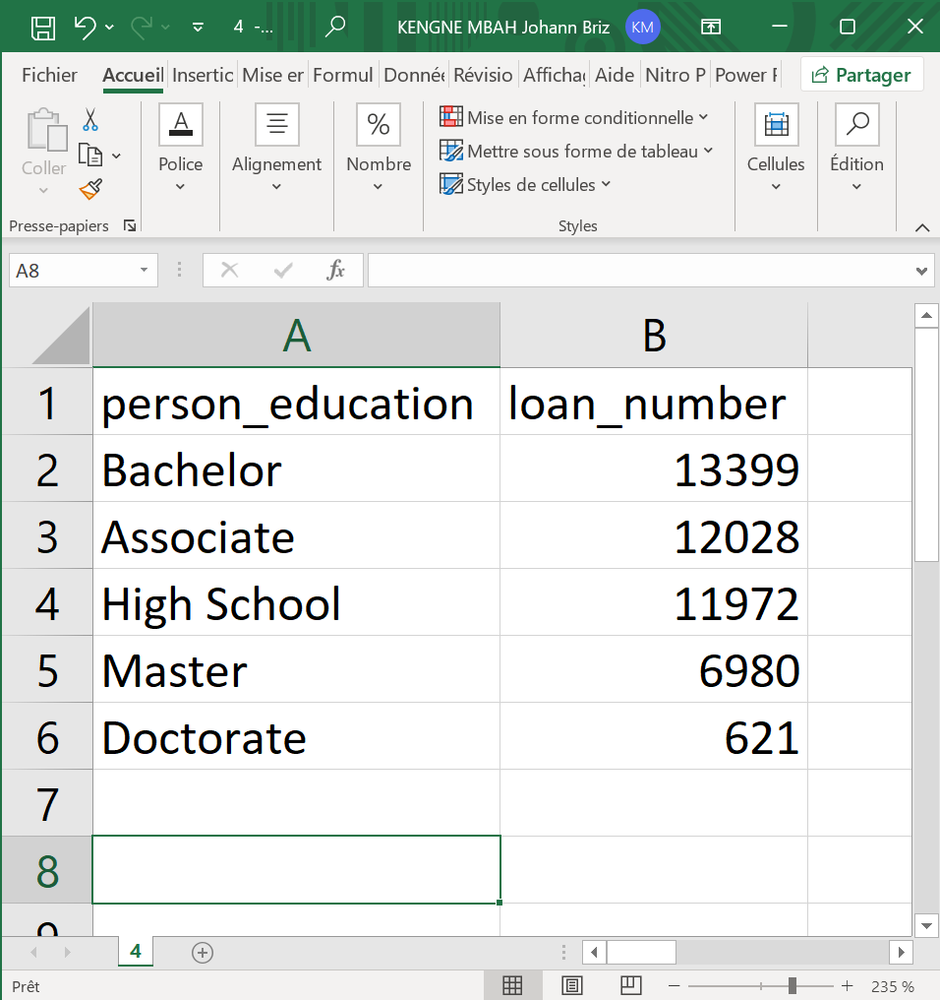 4 -...
KENGNE MBAH Johann Briz KM
Fichier Accueil Insertic Mise er Formul Donné Révisio Affichaç Aide Nitro P Power F Partager
Coller
Presse-papiers
Police
Alignement
%
Nombre
Mise en forme conditionnelle
Mettre sous forme de tableau
Styles de cellules
Styles
Cellules
Édition
A8 fx
A B
1 person_education loan_number
2 Bachelor 13399
3 Associate 12028
4 High School 11972
5 Master 6980
6 Doctorate 621
7
8
9
4
Prêt 235 %